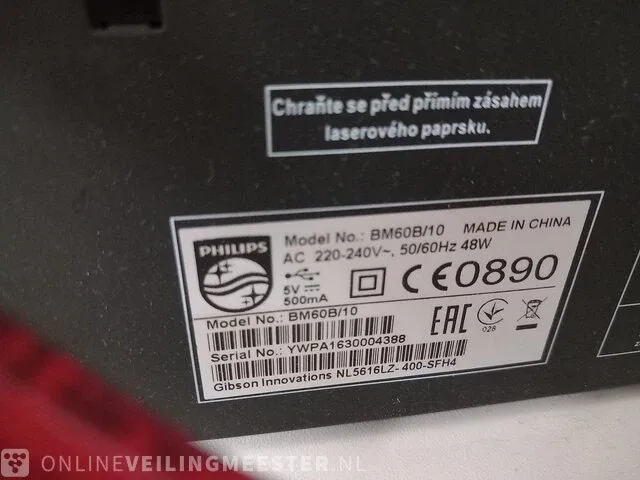 Chraňte se před přímím zásahem
laserového paprsku.
PHILIPS
Model No.: BM60B/10 MADE IN CHINA
AC 220-240V~, 50/60Hz 48W
5V
500mA
CE0890
Model No.: BM60B/10
EAC
028
Serial No.: YWPA1630004388
Gibson Innovations NL5616LZ-400-SFH4
ONLINEVEILINGMEESTER.NL